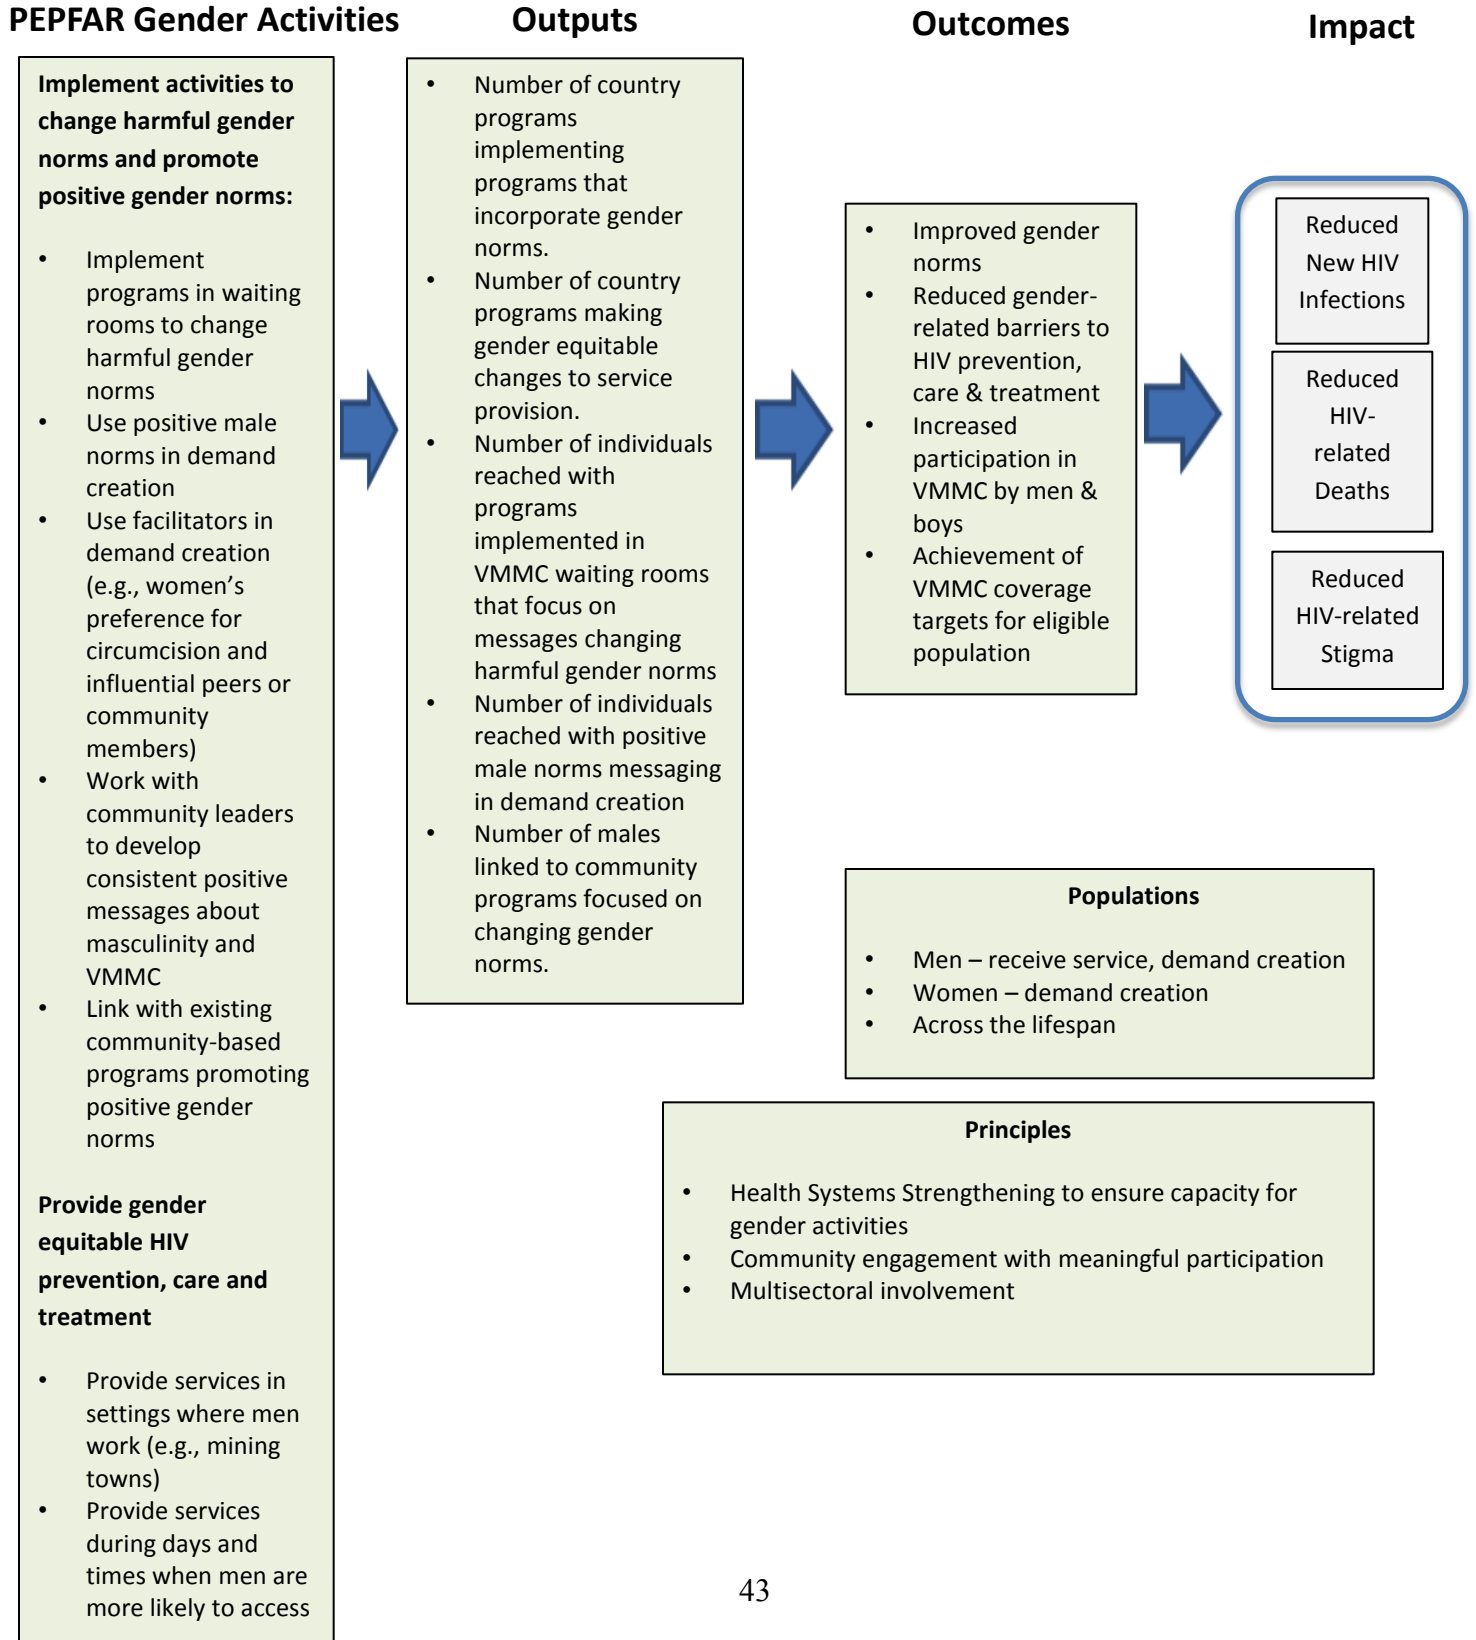 PEPFAR Gender Activities
Outputs
Outcomes
Impact
Implement activities to
change harmful gender
norms and promote
positive gender norms:
• Implement
programs in waiting
rooms to change
harmful gender
norms
• Use positive male
norms in demand
creation
• Use facilitators in
demand creation
(e.g., women’s
preference for
circumcision and
influential peers or
community
members)
• Work with
community leaders
to develop
consistent positive
messages about
masculinity and
VMMC
• Link with existing
community-based
programs promoting
positive gender
norms
Provide gender
equitable HIV
prevention, care and
treatment
• Provide services in
settings where men
work (e.g., mining
towns)
• Provide services
during days and
times when men are
more likely to access
• Number of country
programs
implementing
programs that
incorporate gender
norms.
• Number of country
programs making
gender equitable
changes to service
provision.
• Number of individuals
reached with
programs
implemented in
VMMC waiting rooms
that focus on
messages changing
harmful gender norms
• Number of individuals
reached with positive
male norms messaging
in demand creation
• Number of males
linked to community
programs focused on
changing gender
norms.
• Improved gender
norms
• Reduced gender-
related barriers to
HIV prevention,
care & treatment
• Increased
participation in
VMMC by men &
boys
• Achievement of
VMMC coverage
targets for eligible
population
Reduced
New HIV
Infections
Reduced
HIV-
related
Deaths
Reduced
HIV-related
Stigma
Populations
• Men – receive service, demand creation
• Women – demand creation
• Across the lifespan
Principles
• Health Systems Strengthening to ensure capacity for
gender activities
• Community engagement with meaningful participation
• Multisectoral involvement
43